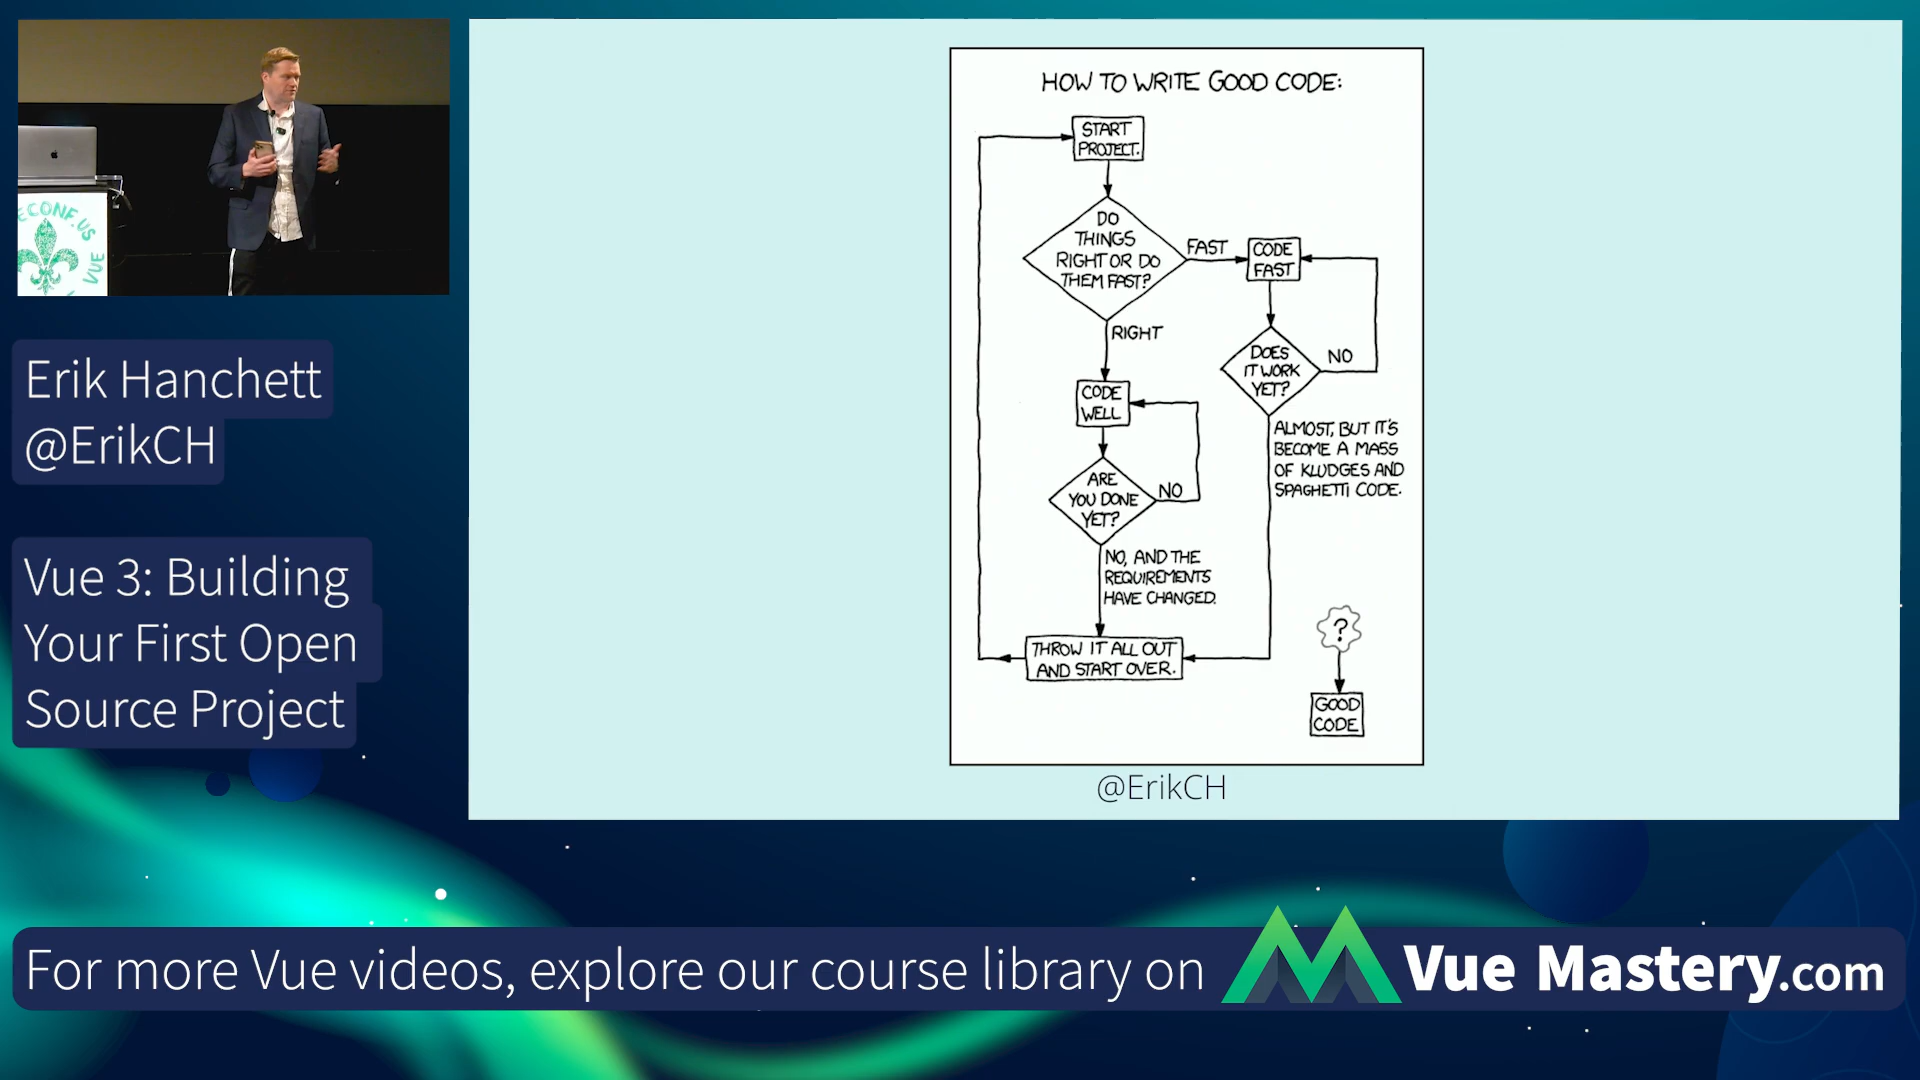 ECONF.US
VUE
Erik Hanchett
@ErikCH
Vue 3: Building
Your First Open
Source Project
HOW TO WRITE GOOD CODE:
START
PROJECT.
DO
THINGS
RIGHT OR DO
THEM FAST?
FAST
CODE
FAST
RIGHT
DOES
IT WORK
YET?
NO
CODE
WELL
ALMOST, BUT IT'S
BECOME A MASS
OF KLUDGES AND
SPAGHETTI CODE.
ARE
YOU DONE
YET?
NO
NO, AND THE
REQUIREMENTS
HAVE CHANGED.
THROW IT ALL OUT
AND START OVER.
?
GOOD
CODE
@ErikCH
For more Vue videos, explore our course library on
Vue Mastery.com